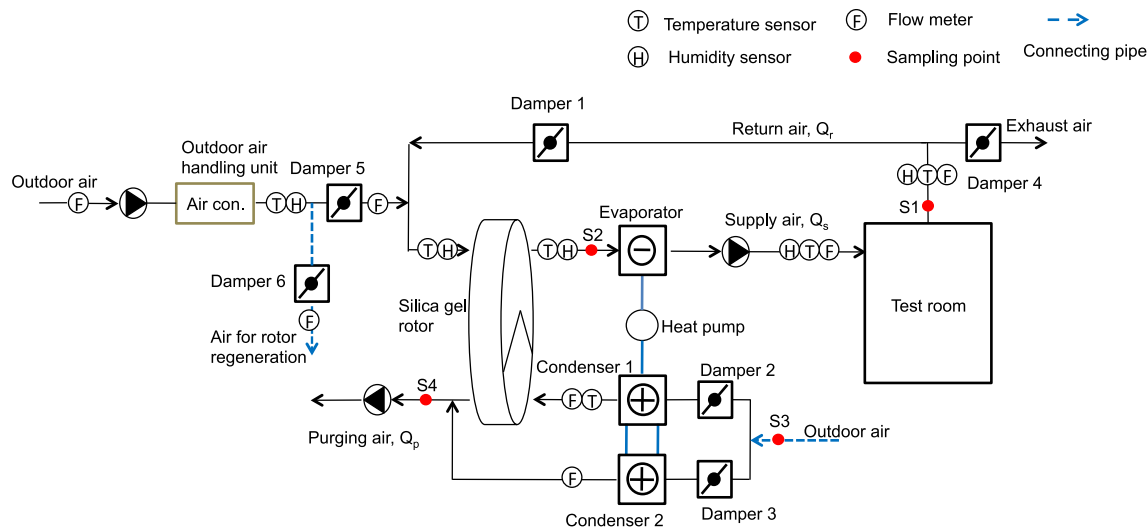 T Temperature sensor
F Flow meter
H Humidity sensor
Sampling point
Connecting pipe
Damper 1
Return air, Qr
Exhaust air
Outdoor air
handling unit
Damper 5
Outdoor air
F
Air con.
T H
F
H T F
Damper 4
S1
Evaporator
Supply air, Qs
T H
T H
S2
H T F
Damper 6
Silica gel
rotor
Test room
F
Heat pump
Air for rotor
regeneration
Condenser 1
Damper 2
S4
F T
S3
Purging air, Qp
Outdoor air
F
Condenser 2
Damper 3